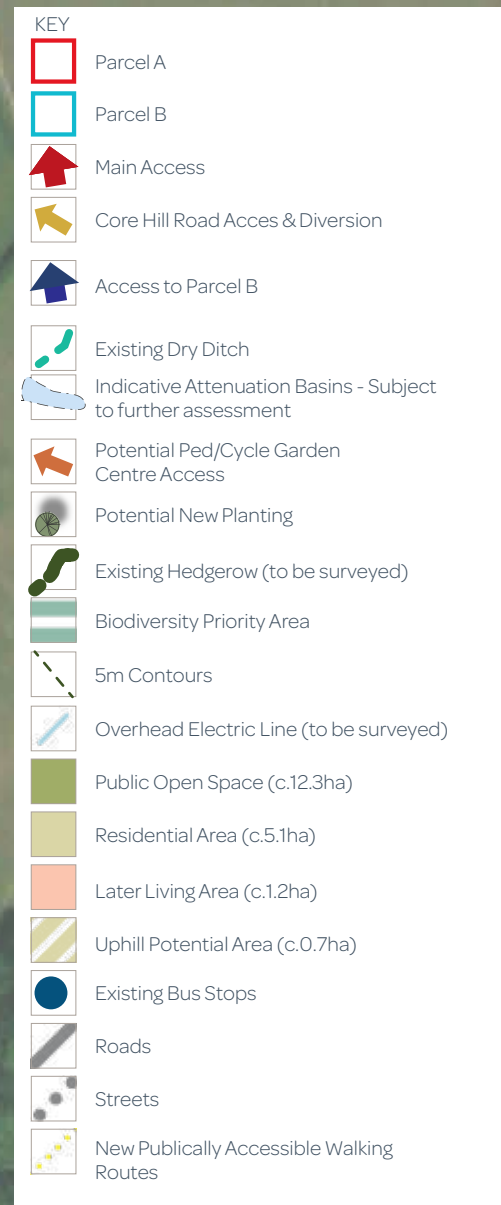 KEY
Parcel A
Parcel B
Main Access
Core Hill Road Acces & Diversion
Access to Parcel B
Existing Dry Ditch
Indicative Attenuation Basins - Subject
to further assessment
Potential Ped/Cycle Garden
Centre Access
Potential New Planting
Existing Hedgerow (to be surveyed)
Biodiversity Priority Area
5m Contours
Overhead Electric Line (to be surveyed)
Public Open Space (c.12.3ha)
Residential Area (c.5.1ha)
Later Living Area (c.1.2ha)
Uphill Potential Area (c.0.7ha)
Existing Bus Stops
Roads
Streets
New Publically Accessible Walking
Routes